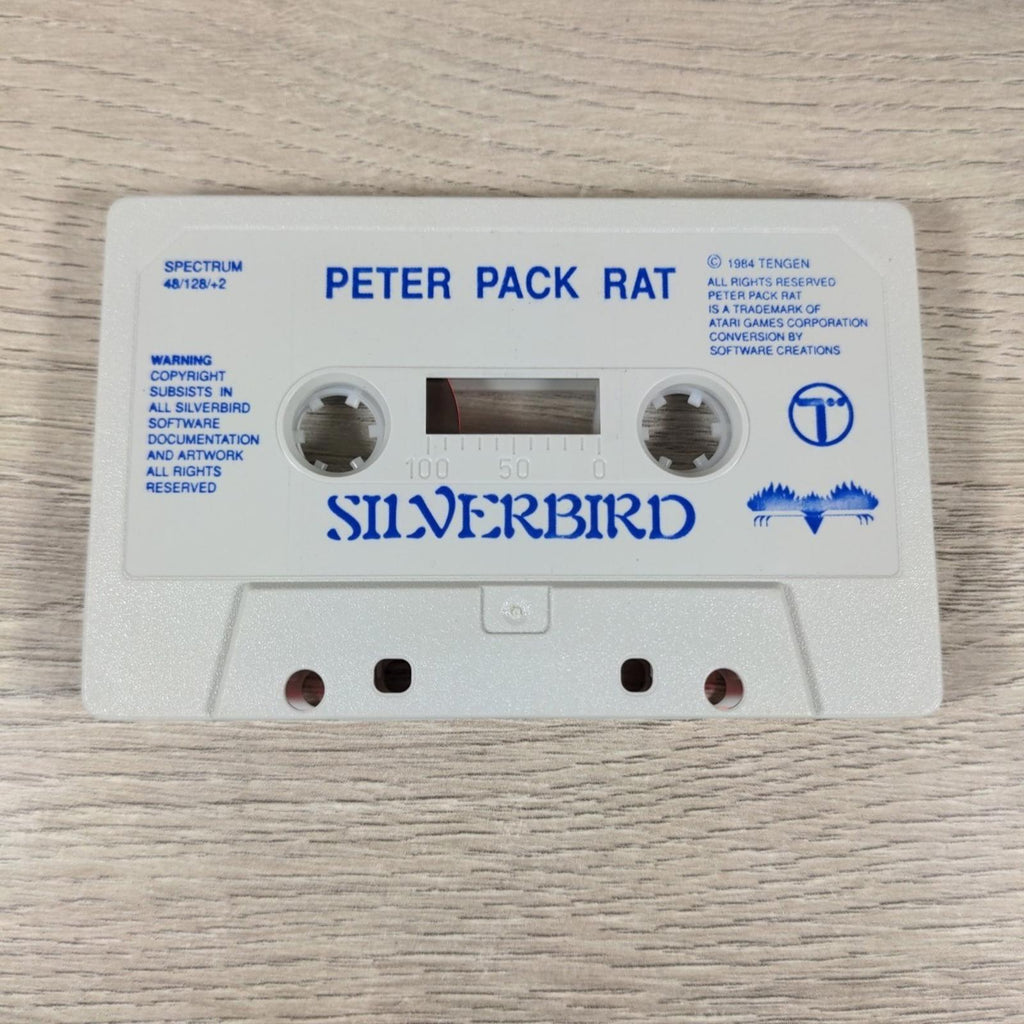 SPECTRUM
48/128/+2
PETER PACK RAT
© 1984 TENGEN
ALL RIGHTS RESERVED
PETER PACK RAT
IS A TRADEMARK OF
ATARI GAMES CORPORATION
CONVERSION BY
SOFTWARE CREATIONS
WARNING
COPYRIGHT
SUBSISTS IN
ALL SILVERBIRD
SOFTWARE
DOCUMENTATION
AND ARTWORK
ALL RIGHTS
RESERVED
100 50 0
SILVERBIRD